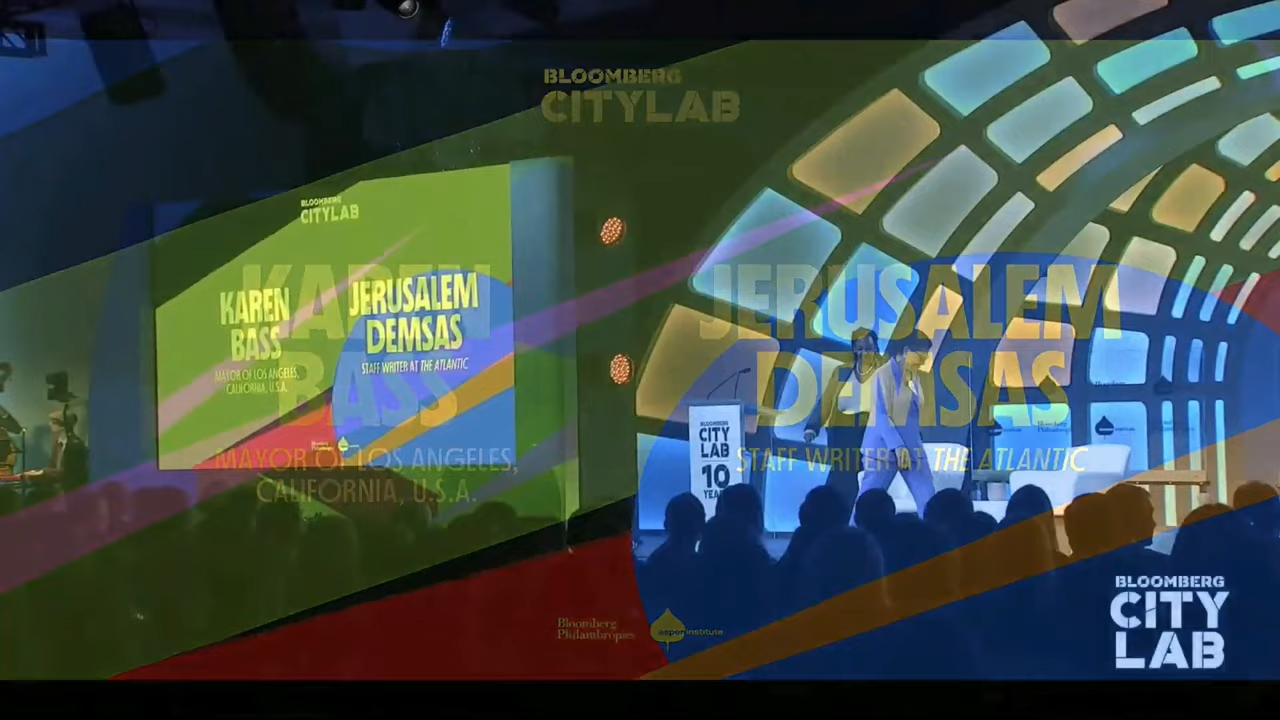 BLOOMBERG
CITYLAB
KAREN
BASS
MAYOR OF LOS ANGELES,
CALIFORNIA, U.S.A.
JERUSALEM
DEMSAS
STAFF WRITER AT THE ATLANTIC
Bloomberg
Philanthropies
aspen institute
BLOOMBERG
CITYLAB
KAREN
BASS
MAYOR OF LOS ANGELES,
CALIFORNIA, U.S.A.
JERUSALEM
DEMSAS
STAFF WRITER AT THE ATLANTIC
BLOOMBERG
CITY
LAB
10
YEA
BLOOMBERG
CITY
LAB